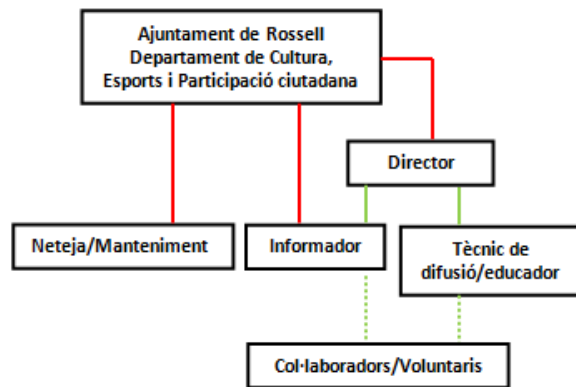 Ajuntament de Rossell
Departament de Cultura,
Esports i Participació ciutadana
Director
Neteja/Manteniment
Informador
Tècnic de
difusió/educador
Col·laboradors/Voluntaris